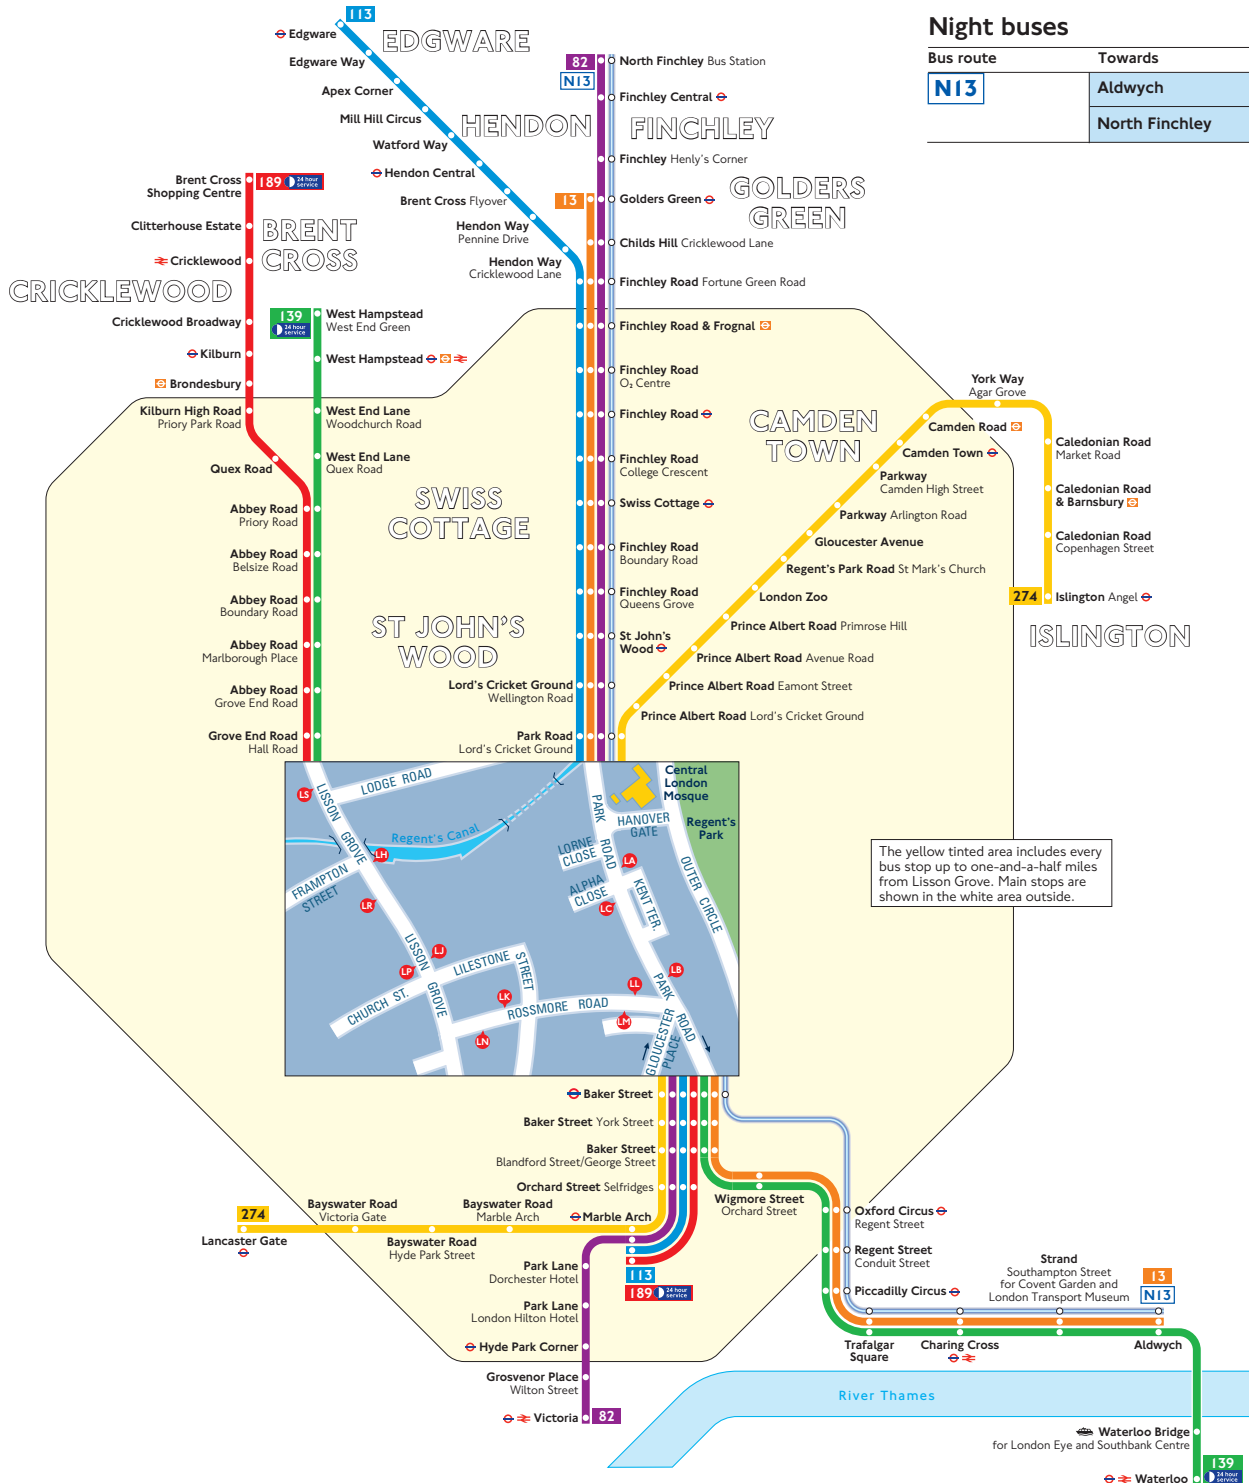 Night buses
Bus route
Towards
N13
Aldwych
North Finchley
113
Edgware
EDGWARE
Edgware Way
Apex Corner
Mill Hill Circus
Watford Way
Hendon Central
Brent Cross Flyover
Hendon Way
Pennine Drive
Hendon Way
Cricklewood Lane
HENDON
FINCHLEY
82
N13
North Finchley Bus Station
Finchley Central
Finchley Henly's Corner
13
Golders Green
GOLDERS
GREEN
Childs Hill Cricklewood Lane
Finchley Road Fortune Green Road
Finchley Road & Frognal
Finchley Road
O₂ Centre
Finchley Road
Finchley Road
College Crescent
Swiss Cottage
Finchley Road
Boundary Road
Finchley Road
Queens Grove
St John's
Wood
Lord's Cricket Ground
Wellington Road
Park Road
Lord's Cricket Ground
Brent Cross
Shopping Centre
189 24 hour
service
Clitterhouse Estate
BRENT
CROSS
Cricklewood
CRICKLEWOOD
Cricklewood Broadway
Kilburn
Brondesbury
Kilburn High Road
Priory Park Road
Quex Road
Abbey Road
Priory Road
Abbey Road
Belsize Road
Abbey Road
Boundary Road
Abbey Road
Marlborough Place
Abbey Road
Grove End Road
Grove End Road
Hall Road
139
24 hour
service
West Hampstead
West End Green
West Hampstead
West End Lane
Woodchurch Road
West End Lane
Quex Road
SWISS
COTTAGE
ST JOHN'S
WOOD
CAMDEN
TOWN
York Way
Agar Grove
Camden Road
Camden Town
Parkway
Camden High Street
Parkway Arlington Road
Gloucester Avenue
Regent's Park Road St Mark's Church
London Zoo
Prince Albert Road Primrose Hill
Prince Albert Road Avenue Road
Prince Albert Road Eamont Street
Prince Albert Road Lord's Cricket Ground
Caledonian Road
Market Road
Caledonian Road
& Barnsbury
Caledonian Road
Copenhagen Street
274
Islington Angel
ISLINGTON
LODGE ROAD
LISSON GROVE
LS
Regent's Canal
LH
FRAMPTON
STREET
LR
LISSON GROVE
LJ
LP
CHURCH ST.
LILESTONE
STREET
LK
ROSSMORE ROAD
LN
LL
LM
LB
PARK ROAD
GLOUCESTER
PLACE
PARK ROAD
Central
London
Mosque
HANOVER
GATE
Regent's
Park
LORNE
CLOSE
LA
ALPHA
CLOSE
LC
KENT TER.
OUTER CIRCLE
The yellow tinted area includes every
bus stop up to one-and-a-half miles
from Lisson Grove. Main stops are
shown in the white area outside.
Baker Street
Baker Street York Street
Baker Street
Blandford Street/George Street
Orchard Street Selfridges
Marble Arch
274
Lancaster Gate
Bayswater Road
Victoria Gate
Bayswater Road
Hyde Park Street
Bayswater Road
Marble Arch
113
189 24 hour
service
Park Lane
Dorchester Hotel
Park Lane
London Hilton Hotel
Hyde Park Corner
Grosvenor Place
Wilton Street
Victoria
82
Wigmore Street
Orchard Street
Oxford Circus
Regent Street
Regent Street
Conduit Street
Piccadilly Circus
Trafalgar
Square
Charing Cross
Strand
Southampton Street
for Covent Garden and
London Transport Museum
13
N13
Aldwych
River Thames
Waterloo Bridge
for London Eye and Southbank Centre
Waterloo
139
24 hour
service